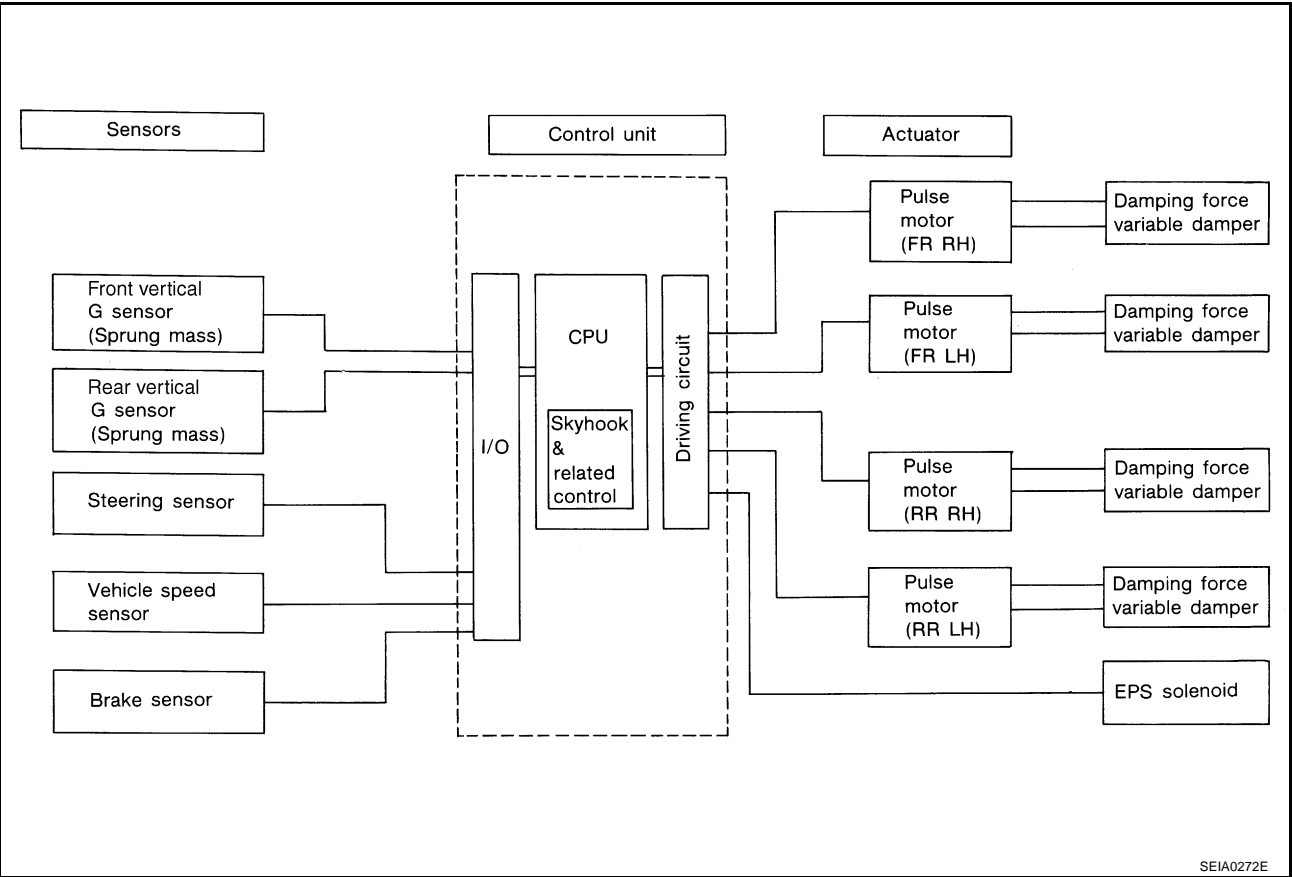 Sensors
Control unit
Actuator
Front vertical
G sensor
(Sprung mass)
Rear vertical
G sensor
(Sprung mass)
Steering sensor
Vehicle speed
sensor
Brake sensor
I/O
CPU
Skyhook
&
related
control
Driving circuit
Pulse
motor
(FR RH)
Damping force
variable damper
Pulse
motor
(FR LH)
Damping force
variable damper
Pulse
motor
(RR RH)
Damping force
variable damper
Pulse
motor
(RR LH)
Damping force
variable damper
EPS solenoid
SEIA0272E